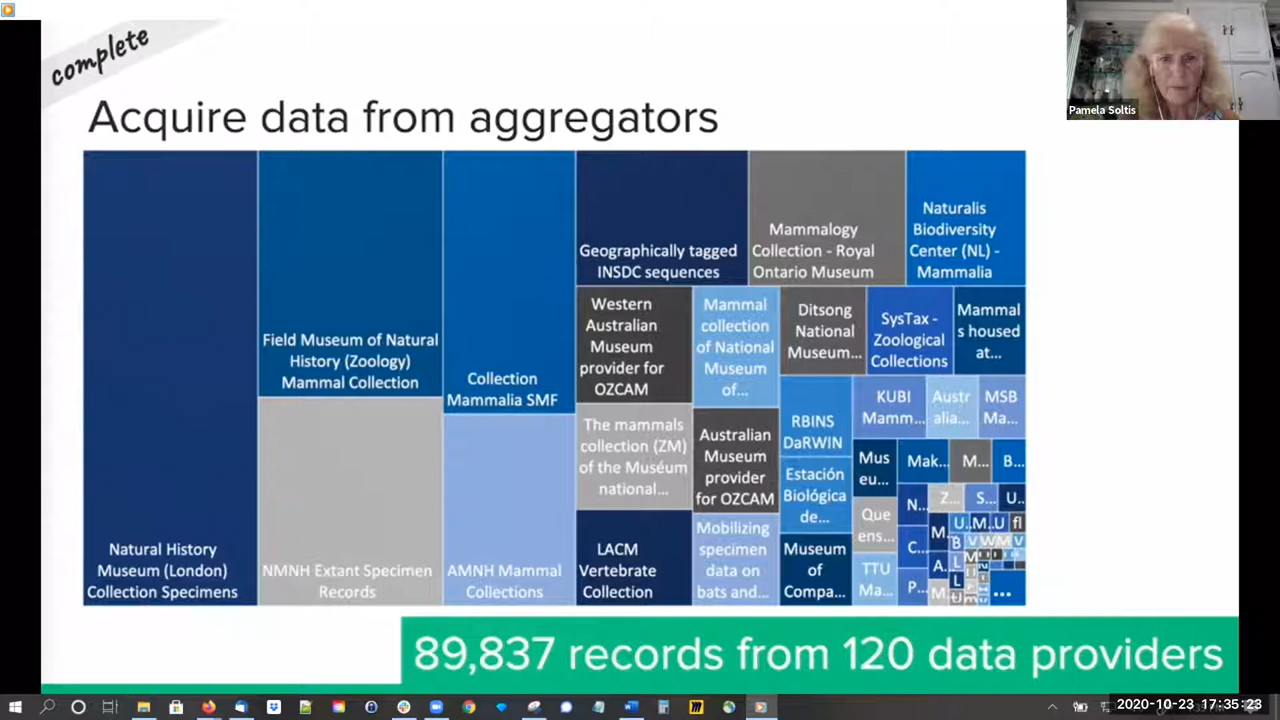 complete
Pamela Soltis
Acquire data from aggregators
Natural History
Museum (London)
Collection Specimens
Field Museum of Natural
History (Zoology)
Mammal Collection
NMNH Extant Specimen
Records
Collection
Mammalia SMF
AMNH Mammal
Collections
Geographically tagged
INSDC sequences
Mammalogy
Collection - Royal
Ontario Museum
Naturalis
Biodiversity
Center (NL) -
Mammalia
Western
Australian
Museum
provider for
OZCAM
Mammal
collection
of National
Museum
of...
Ditsong
National
Museum...
SysTax -
Zoological
Collections
Mammal
s housed
at...
The mammals
collection (ZM)
of the Muséum
national...
Australian
Museum
provider
for OZCAM
RBINS
DaRWIN
KUBI
Mamm...
Austr
alia...
MSB
Ma...
Estación
Biológica
de...
Mus
eu...
Mak...
M...
B...
LACM
Vertebrate
Collection
Mobilizing
specimen
data on
bats and...
Museum
of
Compa...
Que
ens...
TTU
Ma...
N...
C...
P...
Z...
S...
U...
M...
A...
M...
...
89,837 records from 120 data providers
2020-10-23 17:35:23